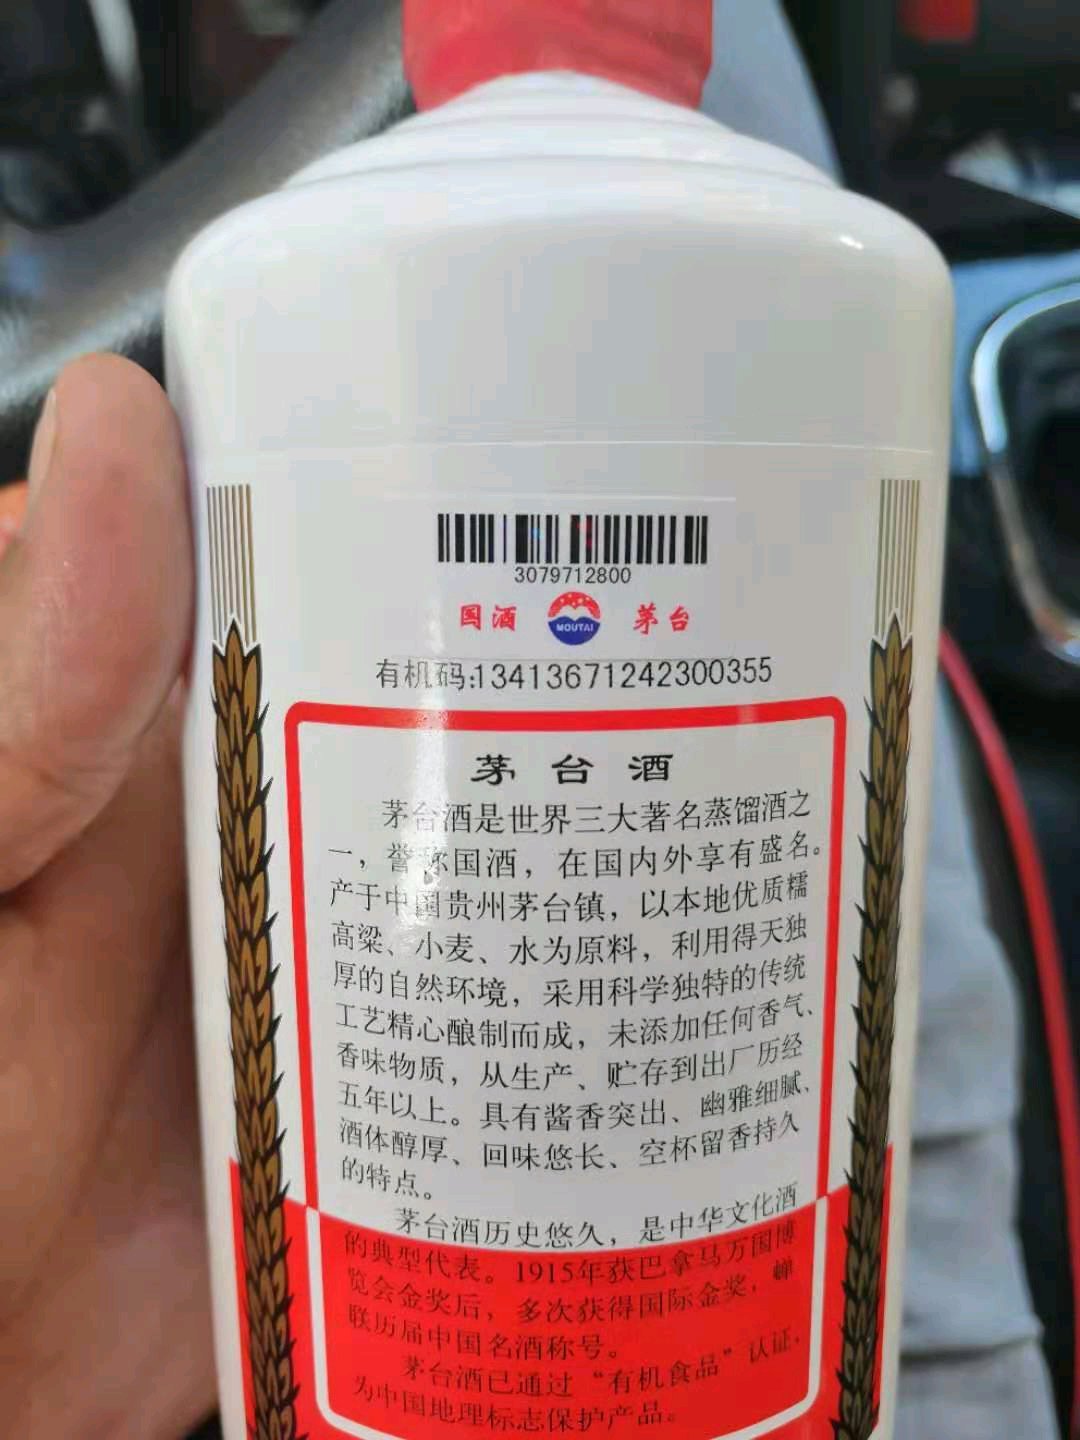 3079712800
国酒 MOUTAI 茅台
有机码:13413671242300355
茅台酒
茅台酒是世界三大著名蒸馏酒之
一，誉称国酒，在国内外享有盛名。
产于中国贵州茅台镇，以本地优质糯
高粱、小麦、水为原料，利用得天独
厚的自然环境，采用科学独特的传统
工艺精心酿制而成，未添加任何香气、
香味物质，从生产、贮存到出厂历经
五年以上。具有酱香突出、幽雅细腻、
酒体醇厚、回味悠长、空杯留香持久
的特点。
茅台酒历史悠久，是中华文化酒
的典型代表。1915年获巴拿马万国博
览会金奖后，多次获得国际金奖，蝉
联历届中国名酒称号。
茅台酒已通过“有机食品”认证，
为中国地理标志保护产品。